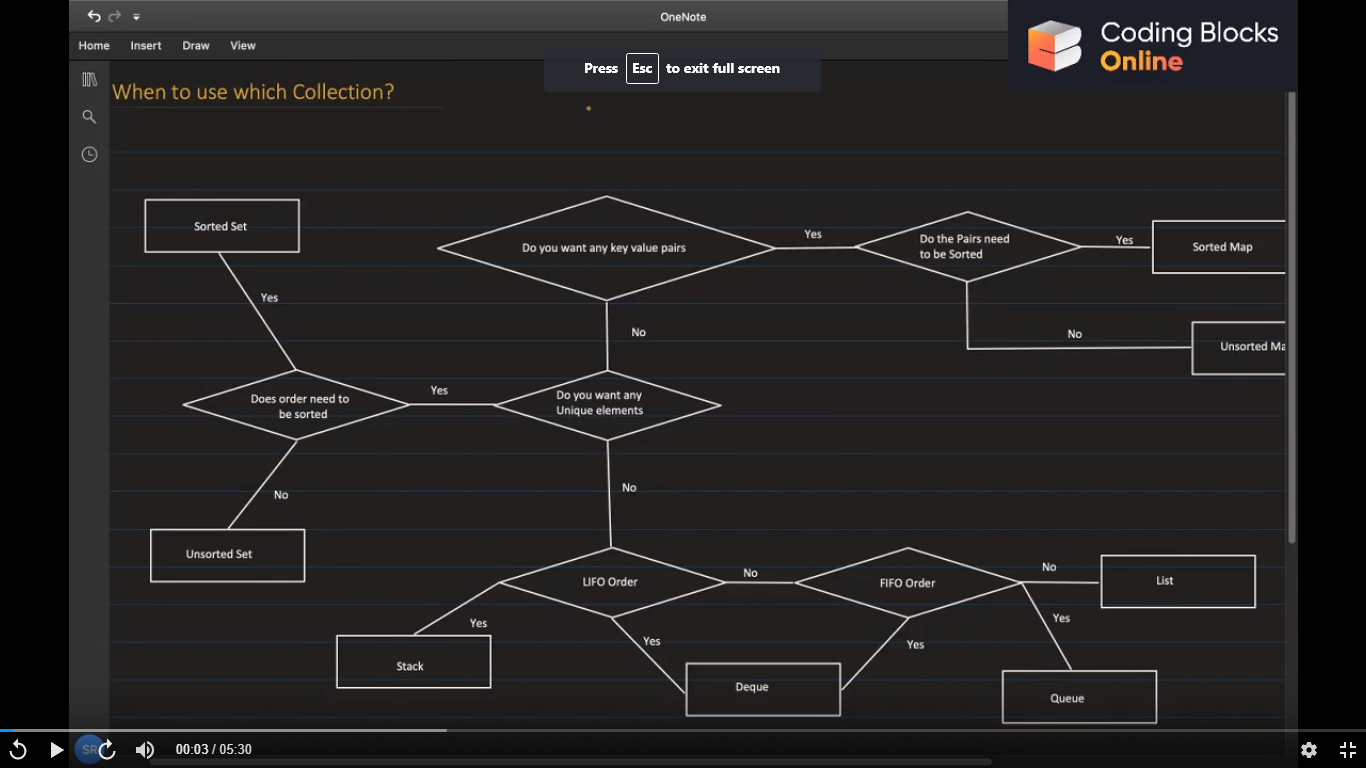 OneNote
Home Insert Draw View
Coding Blocks
Online
Press Esc to exit full screen
When to use which Collection?
Sorted Set
Do you want any key value pairs
Yes
Do the Pairs need
to be Sorted
Yes
Sorted Map
Yes
No
No
Unsorted Ma
Does order need to
be sorted
Yes
Do you want any
Unique elements
No
No
Unsorted Set
LIFO Order
No
FIFO Order
No
List
Yes
Yes
Yes
Yes
Stack
Deque
Queue
SR
00:03 / 05:30